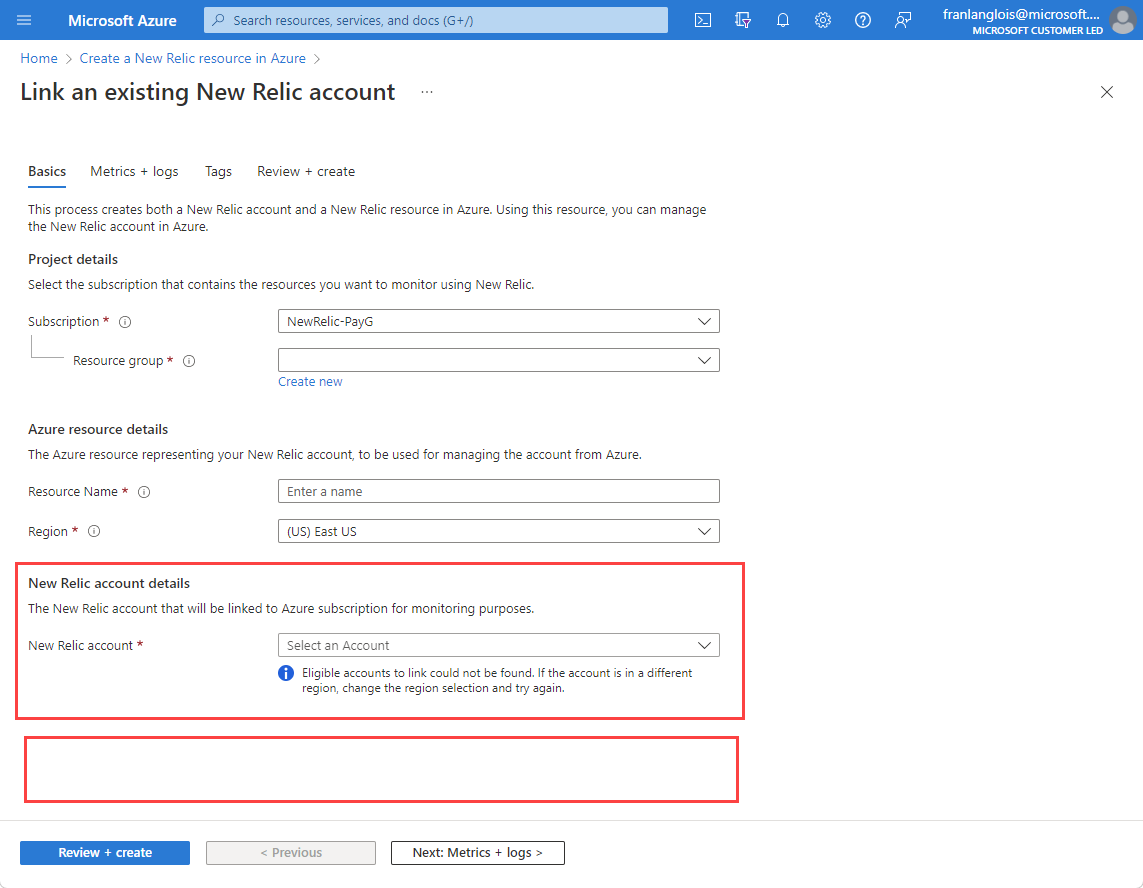 Microsoft Azure
Search resources, services, and docs (G+/)
franlanglois@microsoft....
MICROSOFT CUSTOMER LED
Home > Create a New Relic resource in Azure >
Link an existing New Relic account ...
Basics Metrics + logs Tags Review + create
This process creates both a New Relic account and a New Relic resource in Azure. Using this resource, you can manage
the New Relic account in Azure.
Project details
Select the subscription that contains the resources you want to monitor using New Relic.
Subscription * NewRelic-PayG
Resource group *
Create new
Azure resource details
The Azure resource representing your New Relic account, to be used for managing the account from Azure.
Resource Name * Enter a name
Region * (US) East US
New Relic account details
The New Relic account that will be linked to Azure subscription for monitoring purposes.
New Relic account * Select an Account
Eligible accounts to link could not be found. If the account is in a different
region, change the region selection and try again.
Review + create < Previous Next: Metrics + logs >